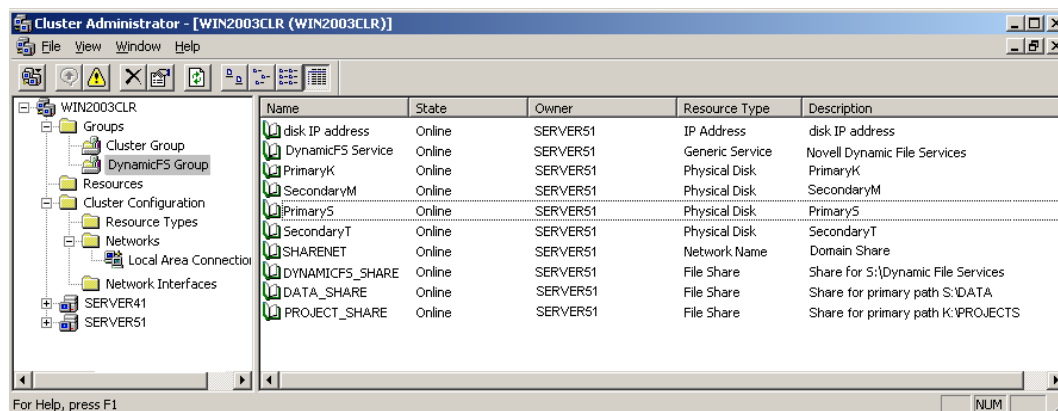 Cluster Administrator - [WIN2003CLR (WIN2003CLR)]
File View Window Help
WIN2003CLR
Groups
Cluster Group
DynamicFS Group
Resources
Cluster Configuration
Resource Types
Networks
Local Area Connectio
Network Interfaces
SERVER41
SERVER51
Name State Owner Resource Type Description
disk IP address Online SERVER51 IP Address disk IP address
DynamicFS Service Online SERVER51 Generic Service Novell Dynamic File Services
PrimaryK Online SERVER51 Physical Disk PrimaryK
SecondaryM Online SERVER51 Physical Disk SecondaryM
PrimaryS Online SERVER51 Physical Disk PrimaryS
SecondaryT Online SERVER51 Physical Disk SecondaryT
SHARENET Online SERVER51 Network Name Domain Share
DYNAMICFS_SHARE Online SERVER51 File Share Share for S:\Dynamic File Services
DATA_SHARE Online SERVER51 File Share Share for primary path S:\DATA
PROJECT_SHARE Online SERVER51 File Share Share for primary path K:\PROJECTS
For Help, press F1
NUM